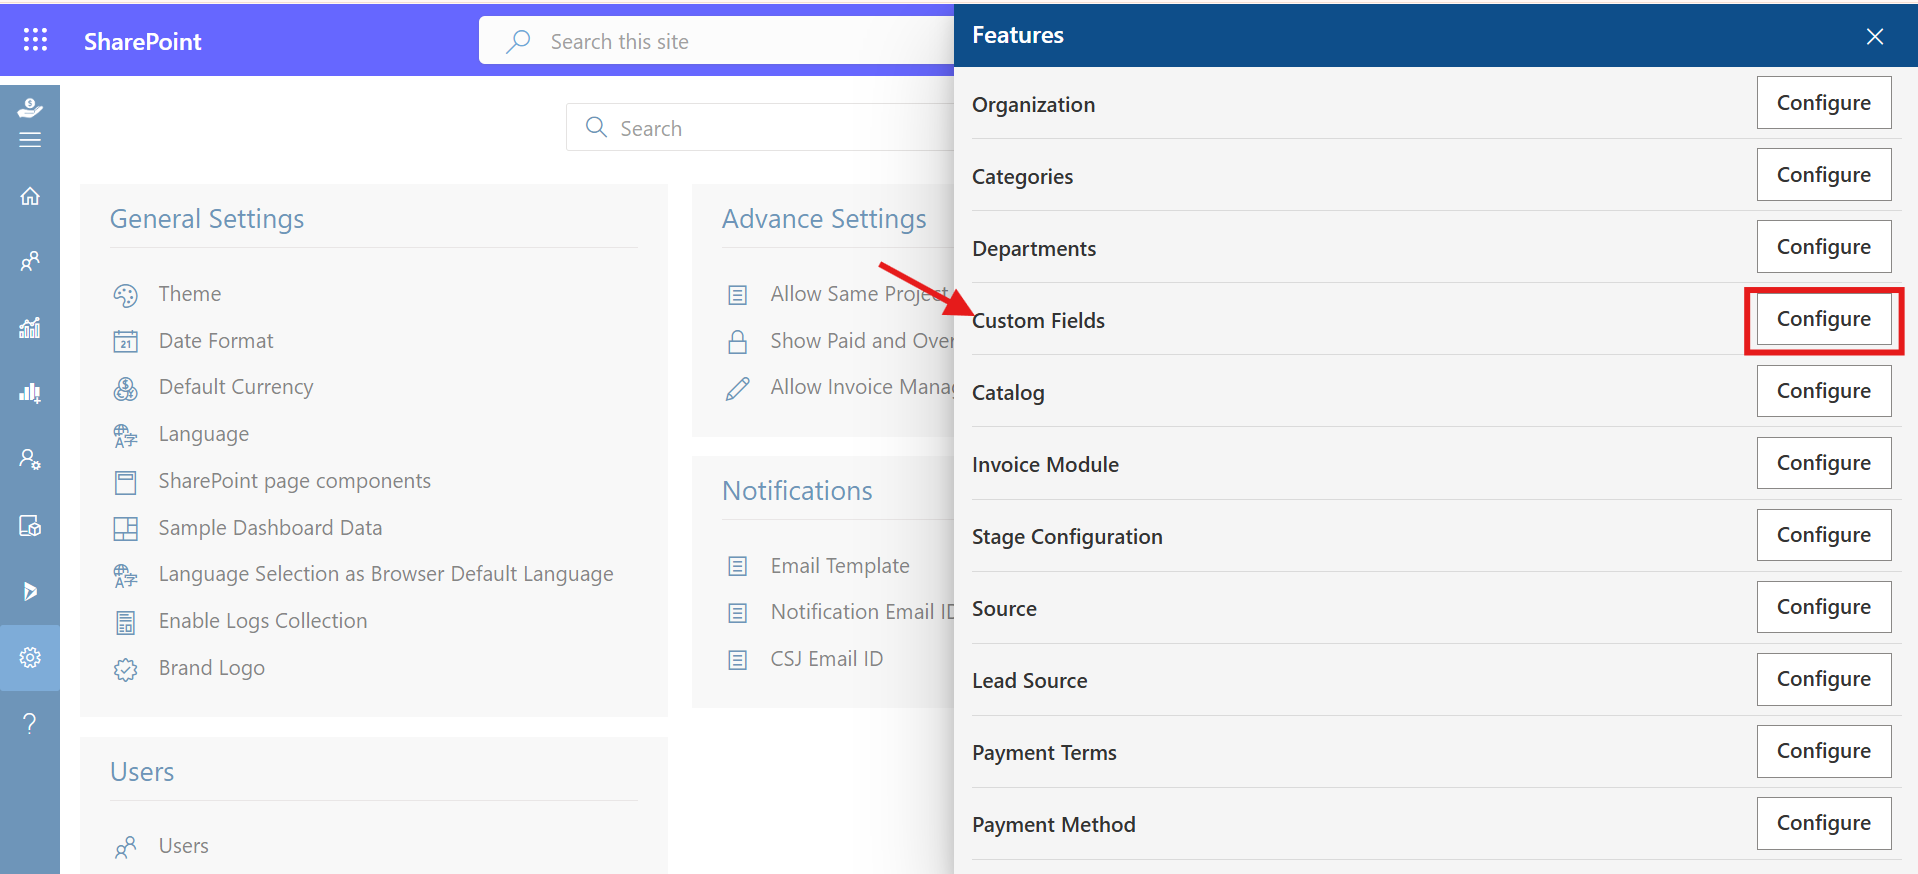 SharePoint
Search this site
Search
General Settings
Theme
21
Date Format
Default Currency
Language
SharePoint page components
Sample Dashboard Data
Language Selection as Browser Default Language
Enable Logs Collection
Brand Logo
Users
Users
Advance Settings
Allow Same Project
Show Paid and Over
Allow Invoice Manag
Notifications
Email Template
Notification Email ID
CSJ Email ID
Features
Organization Configure
Categories Configure
Departments Configure
Custom Fields Configure
Catalog Configure
Invoice Module Configure
Stage Configuration Configure
Source Configure
Lead Source Configure
Payment Terms Configure
Payment Method Configure